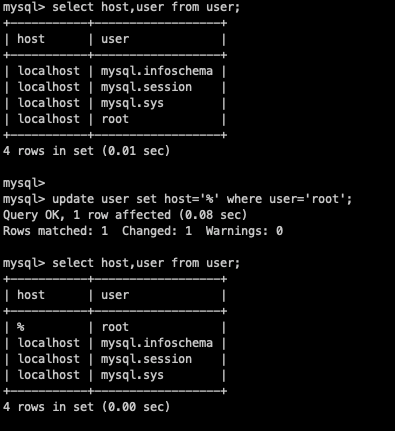 mysql> select host,user from user;
+-----------+------------------+
| host      | user             |
+-----------+------------------+
| localhost | mysql.infoschema |
| localhost | mysql.session    |
| localhost | mysql.sys        |
| localhost | root             |
+-----------+------------------+
4 rows in set (0.01 sec)
mysql>
mysql> update user set host='%' where user='root';
Query OK, 1 row affected (0.08 sec)
Rows matched: 1  Changed: 1  Warnings: 0
mysql> select host,user from user;
+-----------+------------------+
| host      | user             |
+-----------+------------------+
| %         | root             |
| localhost | mysql.infoschema |
| localhost | mysql.session    |
| localhost | mysql.sys        |
+-----------+------------------+
4 rows in set (0.00 sec)